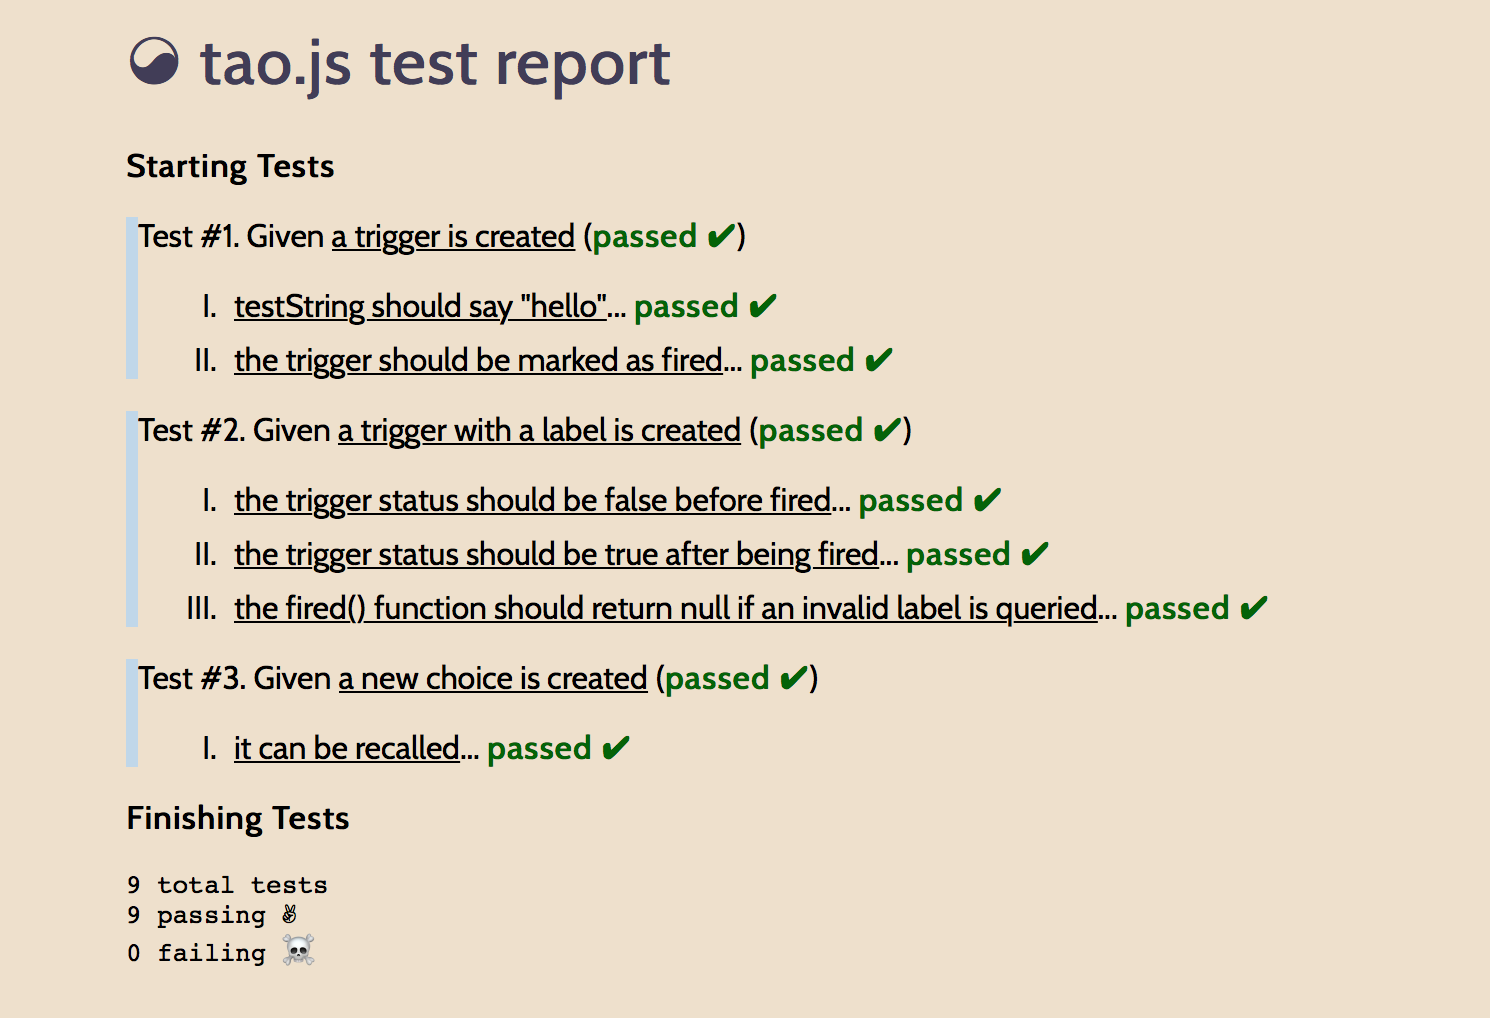 tao.js test report
Starting Tests
Test #1. Given a trigger is created (passed ✔)
I. testString should say "hello"... passed ✔
II. the trigger should be marked as fired... passed ✔
Test #2. Given a trigger with a label is created (passed ✔)
I. the trigger status should be false before fired... passed ✔
II. the trigger status should be true after being fired... passed ✔
III. the fired() function should return null if an invalid label is queried... passed ✔
Test #3. Given a new choice is created (passed ✔)
I. it can be recalled... passed ✔
Finishing Tests
9 total tests
9 passing ✌
0 failing ☠